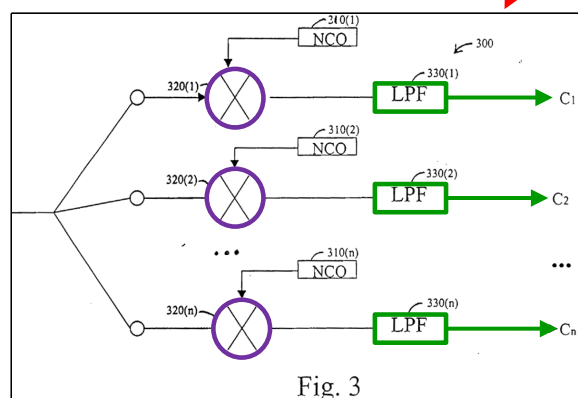 310(1)
NCO
300
320(1)
330(1)
LPF
C1
310(2)
NCO
320(2)
330(2)
LPF
C2
...
...
310(n)
NCO
320(n)
330(n)
LPF
Cn
Fig. 3